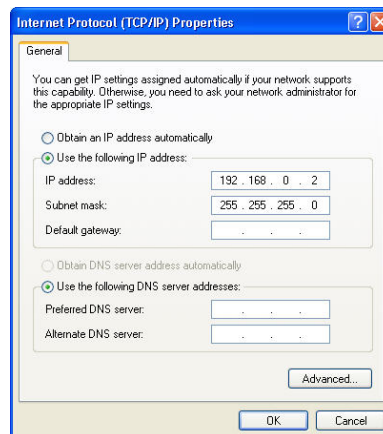 Internet Protocol (TCP/IP) Properties
General
You can get IP settings assigned automatically if your network supports
this capability. Otherwise, you need to ask your network administrator for
the appropriate IP settings.
Obtain an IP address automatically
Use the following IP address:
IP address: 192 . 168 . 0 . 2
Subnet mask: 255 . 255 . 255 . 0
Default gateway: . . .
Obtain DNS server address automatically
Use the following DNS server addresses:
Preferred DNS server: . . .
Alternate DNS server: . . .
Advanced...
OK Cancel